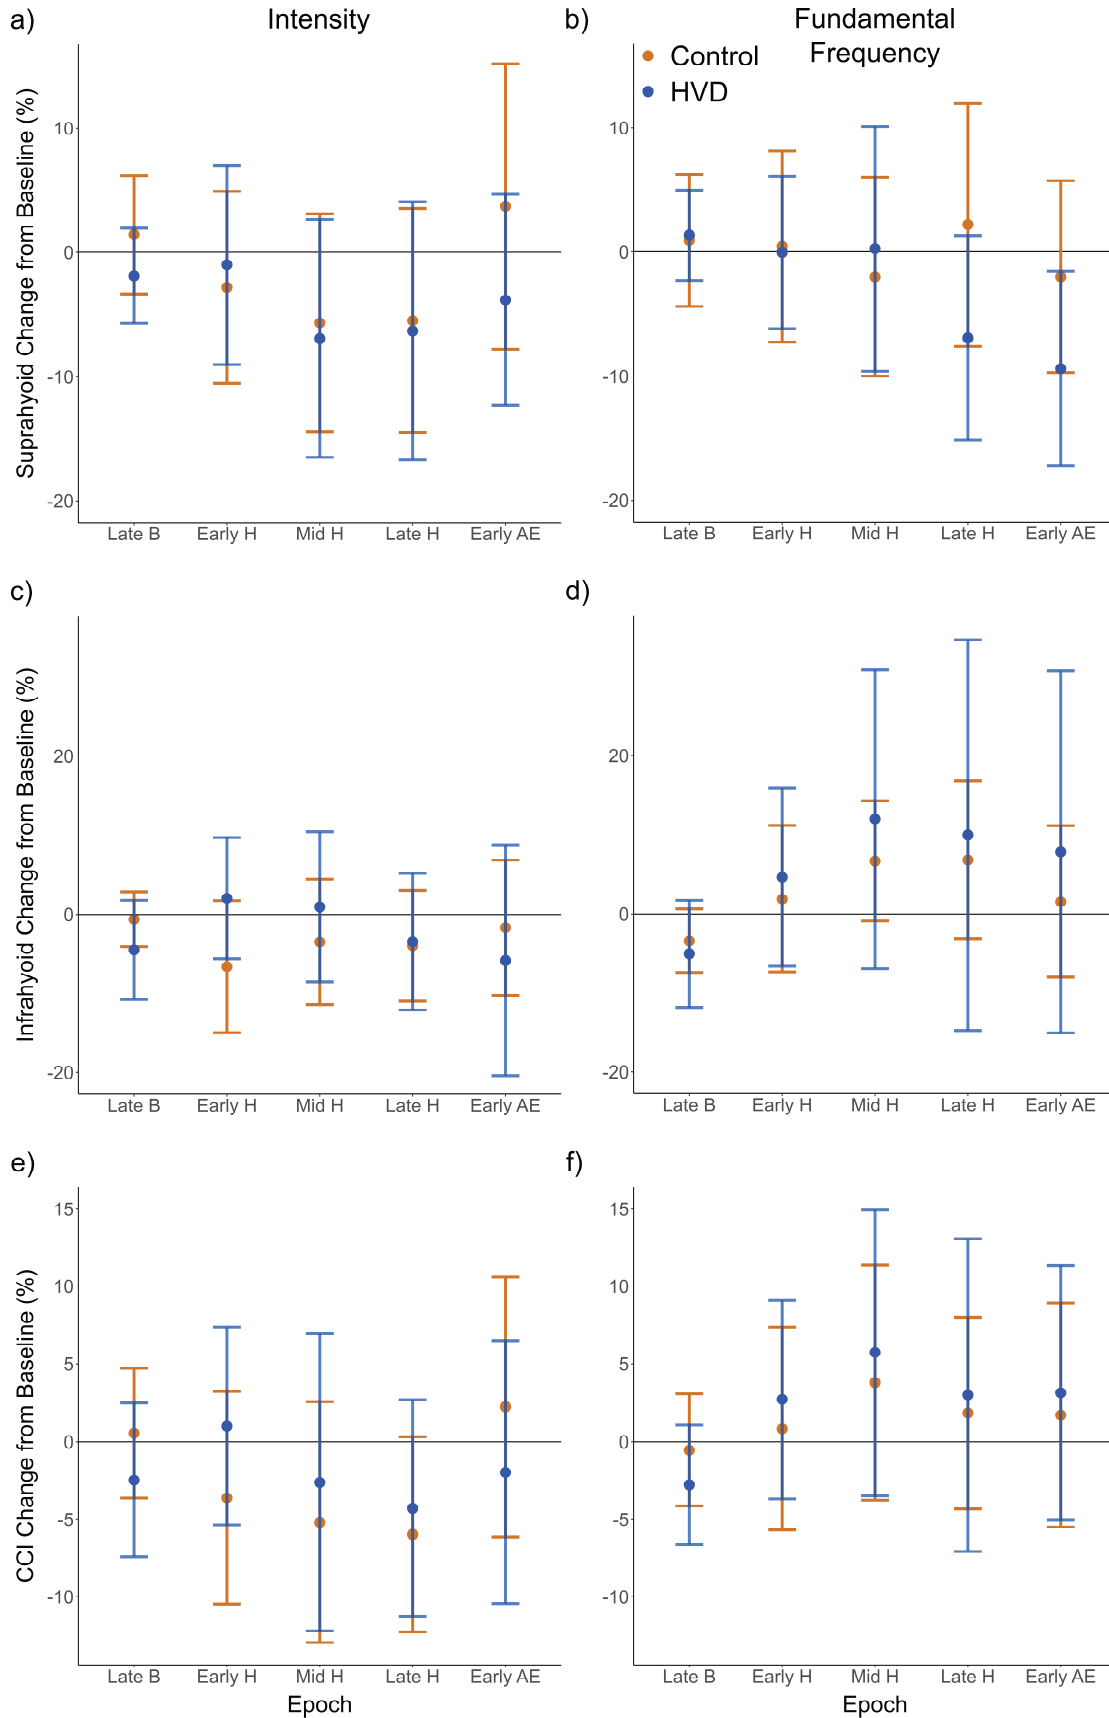 a)
Intensity
b)
Fundamental
Frequency
Control
HVD
Suprahyoid Change from Baseline (%)
10
0
-10
-20
Late B
Early H
Mid H
Late H
Early AE
10
0
-10
-20
Late B
Early H
Mid H
Late H
Early AE
c)
d)
Infrahyoid Change from Baseline (%)
20
0
-20
Late B
Early H
Mid H
Late H
Early AE
20
0
-20
Late B
Early H
Mid H
Late H
Early AE
e)
f)
CCI Change from Baseline (%)
15
10
5
0
-5
-10
Late B
Early H
Mid H
Late H
Early AE
Epoch
15
10
5
0
-5
-10
Late B
Early H
Mid H
Late H
Early AE
Epoch